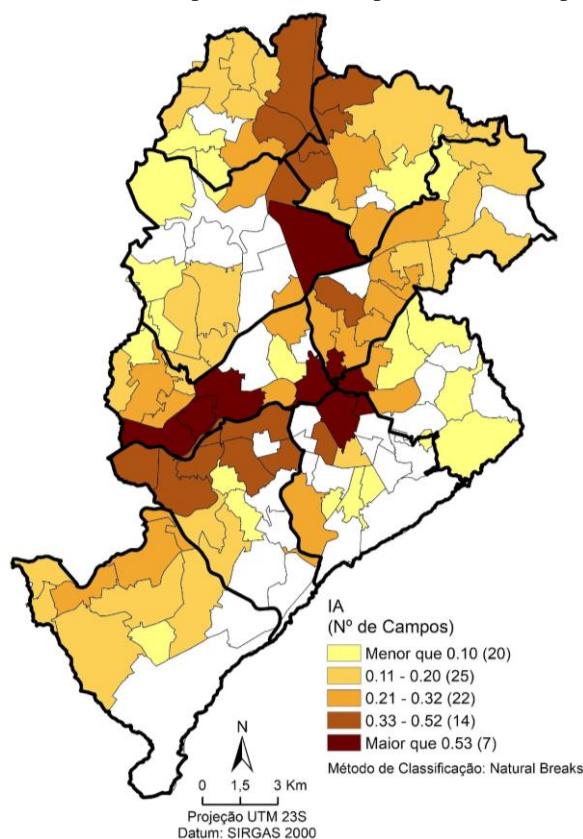 IA
(Nº de Campos)
Menor que 0.10 (20)
0.11 - 0.20 (25)
0.21 - 0.32 (22)
0.33 - 0.52 (14)
Maior que 0.53 (7)
Método de Classificação: Natural Breaks
N
0 1,5 3 Km
Projeção UTM 23S
Datum: SIRGAS 2000